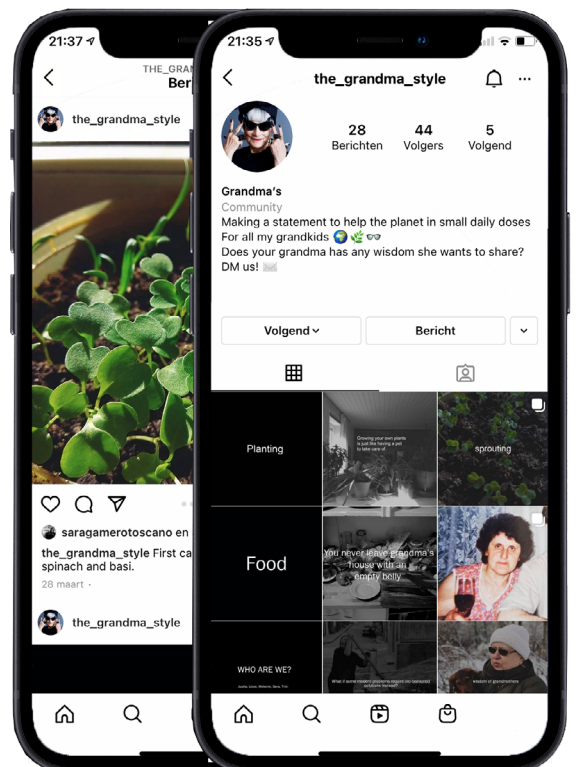 21:37
THE_GRAN
Ber
the_grandma_style
saragamerotoscano en
the_grandma_style First ca
spinach and basi.
28 maart
the_grandma_style
21:35
the_grandma_style
28
Berichten
44
Volgers
5
Volgend
Grandma's
Community
Making a statement to help the planet in small daily doses
For all my grandkids
Does your grandma has any wisdom she wants to share?
DM us!
Volgend
Bericht
Planting
Growing your own plants
is just like having a pet
to take care of.
sprouting
Food
You never leave grandma's
house with an
empty belly
WHO ARE WE?
wisdom of grandmothers